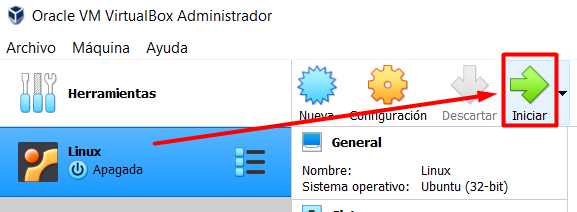 Oracle VM VirtualBox Administrador
Archivo Máquina Ayuda
Herramientas
Nueva Configuración Descartar Iniciar
Linux
Apagada
General
Nombre: Linux
Sistema operativo: Ubuntu (32-bit)